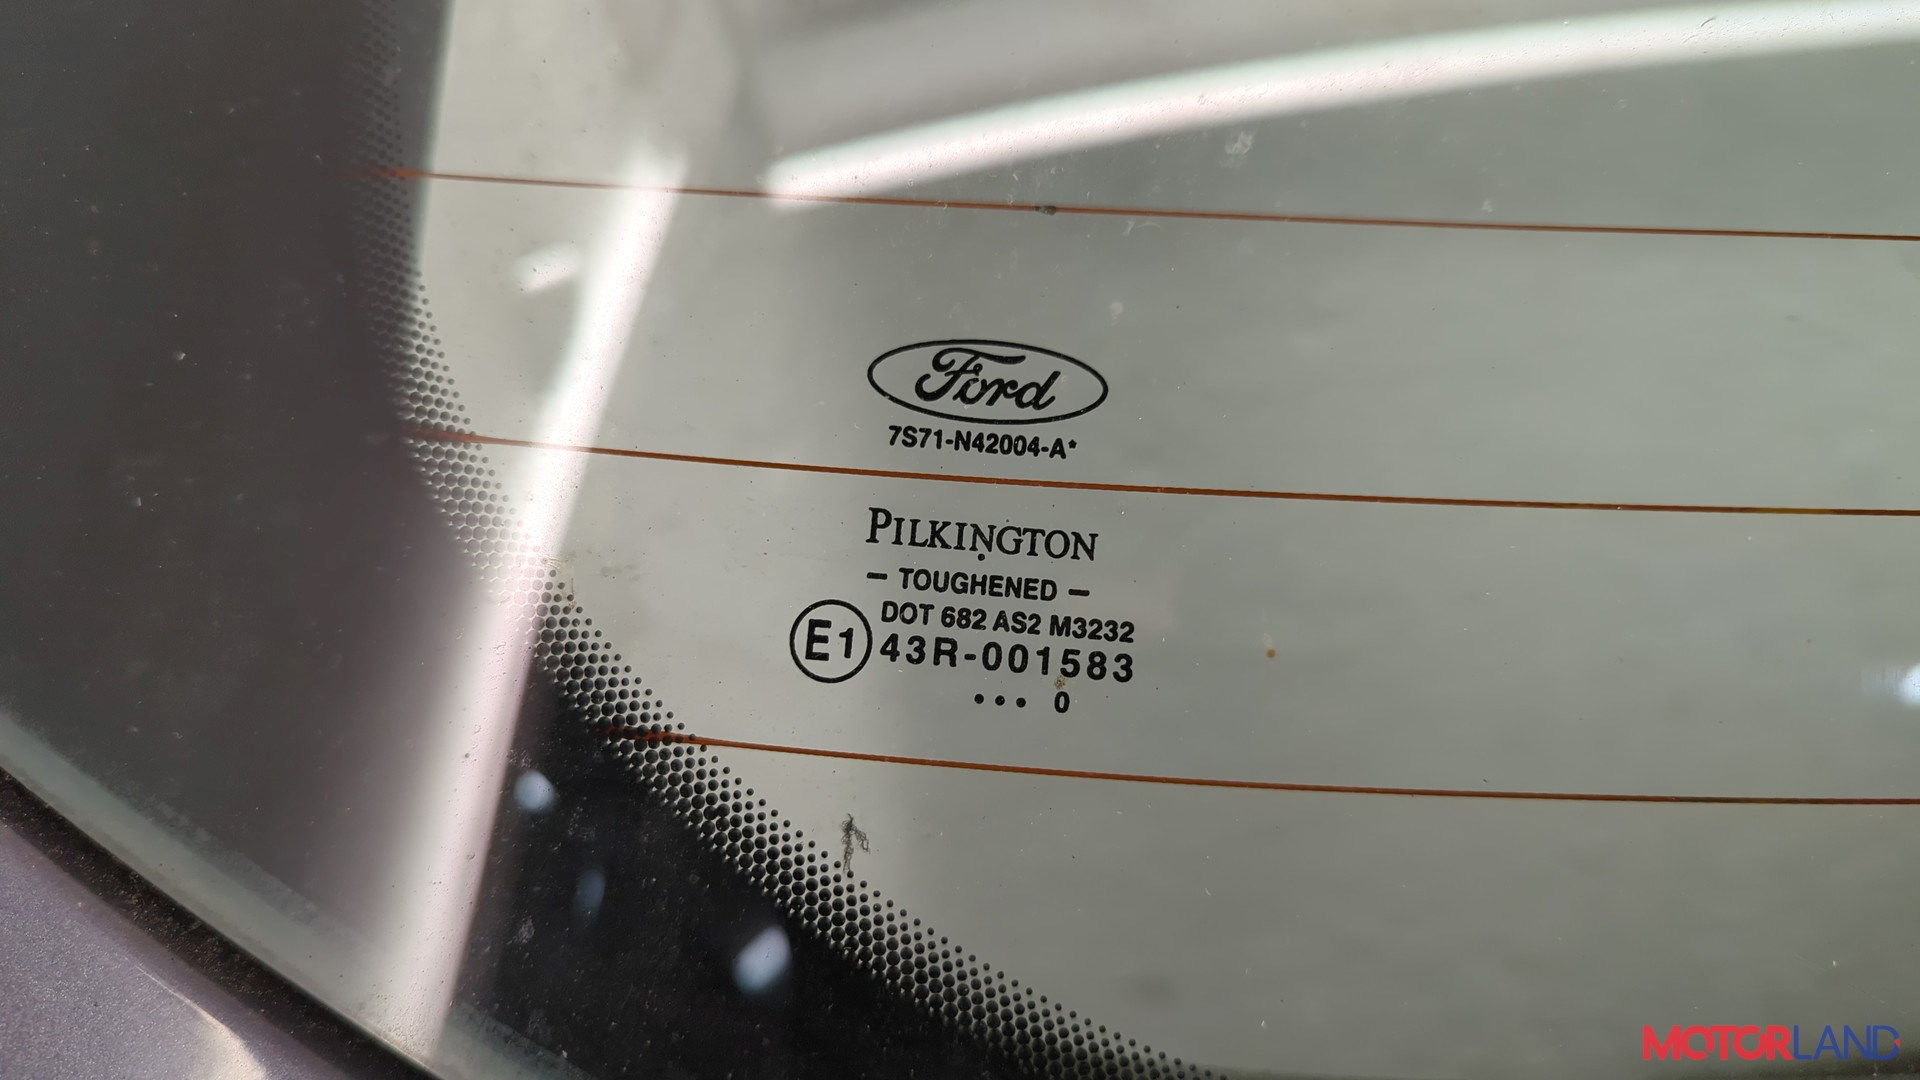 Ford
7S71-N42004-A*
PILKINGTON
- TOUGHENED -
DOT 682 AS2 M3232
E1 43R-001583
... 0
MOTORLAND